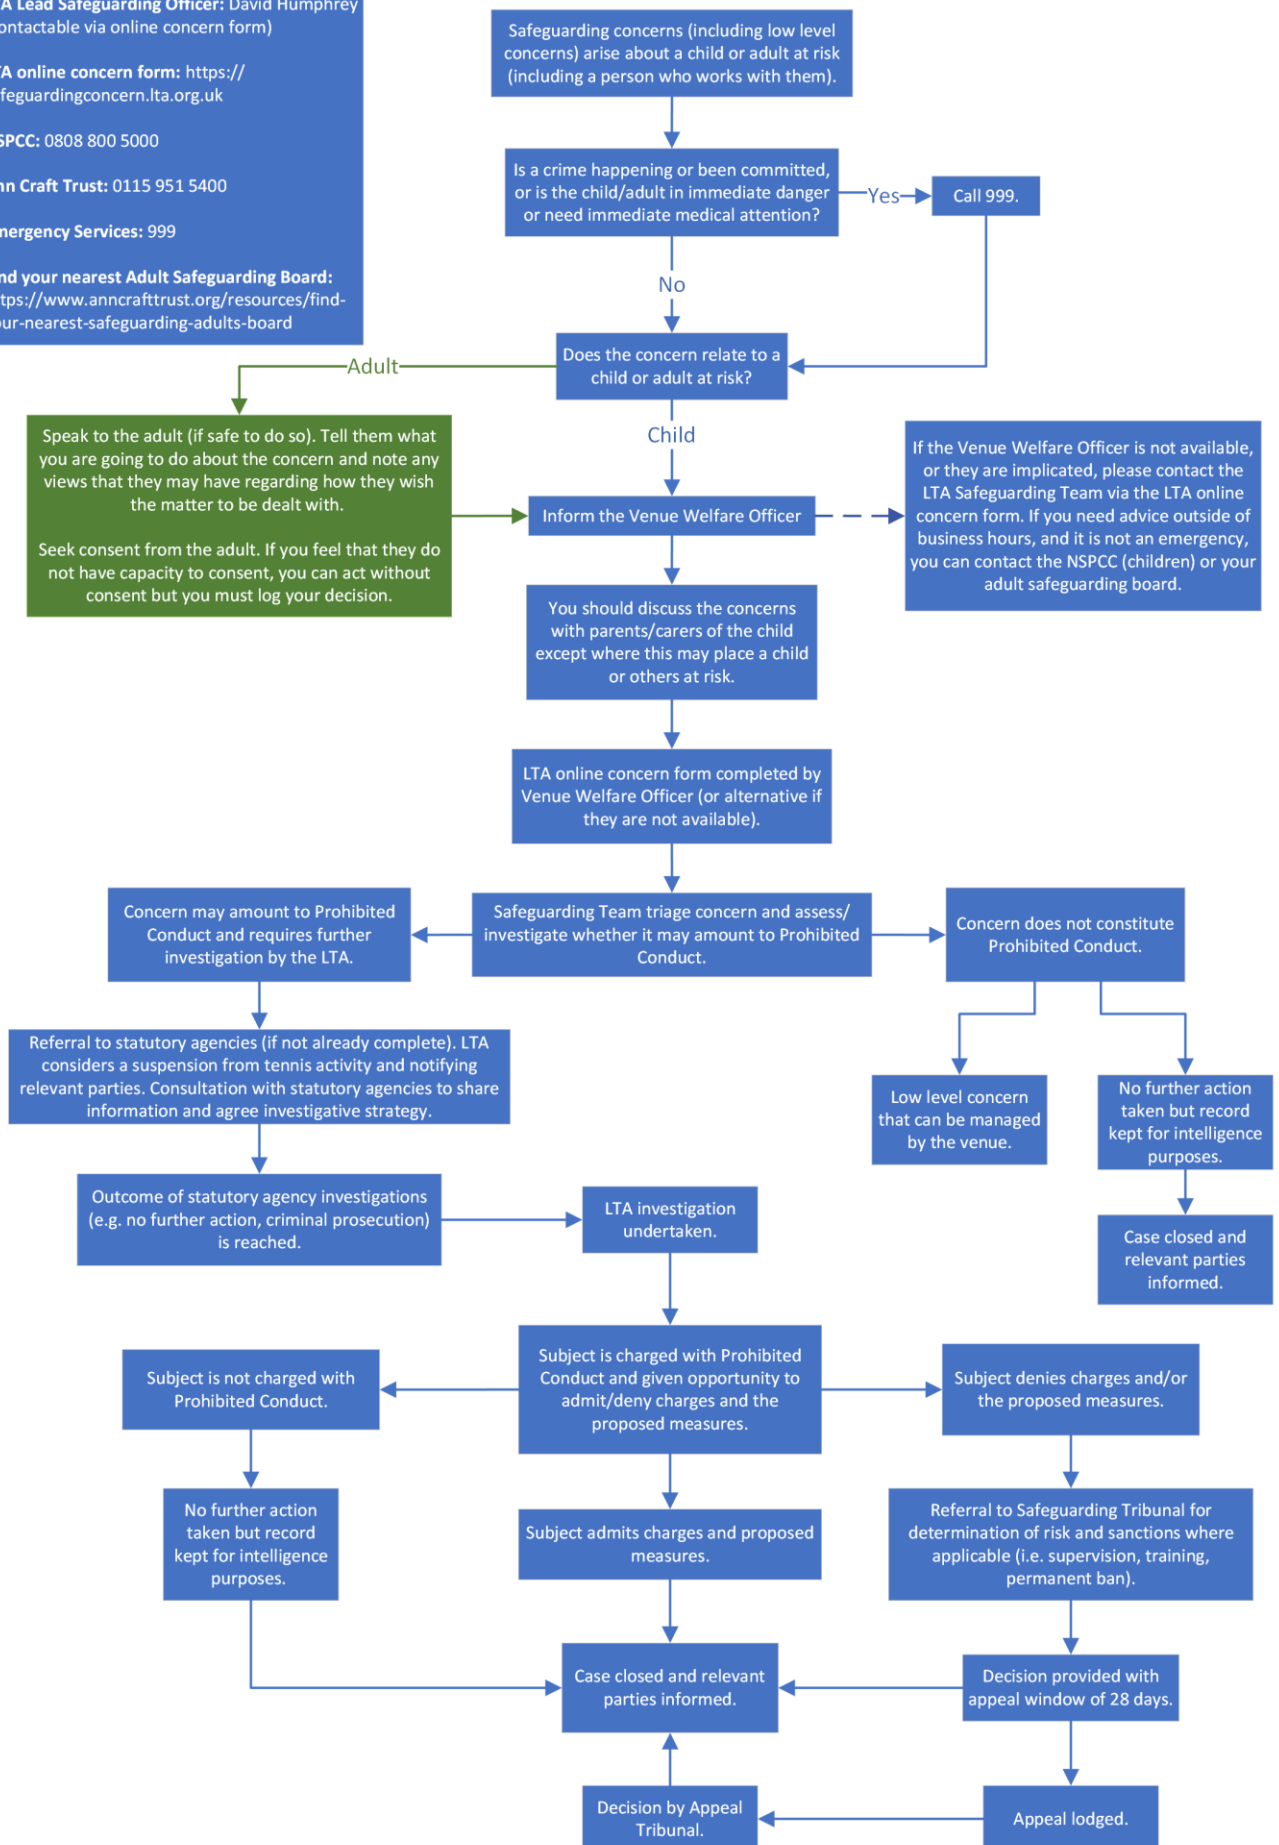 Lead Safeguarding Officer: David Humphrey
via online concern form)
online concern form: https://
0808 800 5000
Craft Trust: 0115 951 5400
Services: 999
your nearest Adult Safeguarding Board:
Safeguarding concerns (including low level
concerns) arise about a child or adult at risk
(including a person who works with them).
Is a crime happening or been committed,
or is the child/adult in immediate danger
or need immediate medical attention?
Yes
Call 999.
No
Does the concern relate to a
child or adult at risk?
Adult
Child
Speak to the adult (if safe to do so). Tell them what
you are going to do about the concern and note any
views that they may have regarding how they wish
the matter to be dealt with.
Seek consent from the adult. If you feel that they do
not have capacity to consent, you can act without
consent but you must log your decision.
Inform the Venue Welfare Officer
If the Venue Welfare Officer is not available,
or they are implicated, please contact the
LTA Safeguarding Team via the LTA online
concern form. If you need advice outside of
business hours, and it is not an emergency,
you can contact the NSPCC (children) or your
adult safeguarding board.
You should discuss the concerns
with parents/carers of the child
except where this may place a child
or others at risk.
LTA online concern form completed by
Venue Welfare Officer (or alternative if
they are not available).
Safeguarding Team triage concern and assess/
investigate whether it may amount to Prohibited
Conduct.
Concern may amount to Prohibited
Conduct and requires further
investigation by the LTA.
Concern does not constitute
Prohibited Conduct.
Referral to statutory agencies (if not already complete). LTA
considers a suspension from tennis activity and notifying
relevant parties. Consultation with statutory agencies to share
information and agree investigative strategy.
Low level concern
that can be managed
by the venue.
No further action
taken but record
kept for intelligence
purposes.
Outcome of statutory agency investigations
(e.g. no further action, criminal prosecution)
is reached.
LTA investigation
undertaken.
Case closed and
relevant parties
informed.
Subject is not charged with
Prohibited Conduct.
Subject is charged with Prohibited
Conduct and given opportunity to
admit/deny charges and the
proposed measures.
Subject denies charges and/or
the proposed measures.
No further action
taken but record
kept for intelligence
purposes.
Subject admits charges and proposed
measures.
Referral to Safeguarding Tribunal for
determination of risk and sanctions where
applicable (i.e. supervision, training,
permanent ban).
Case closed and relevant
parties informed.
Decision provided with
appeal window of 28 days.
Decision by Appeal
Tribunal.
Appeal lodged.